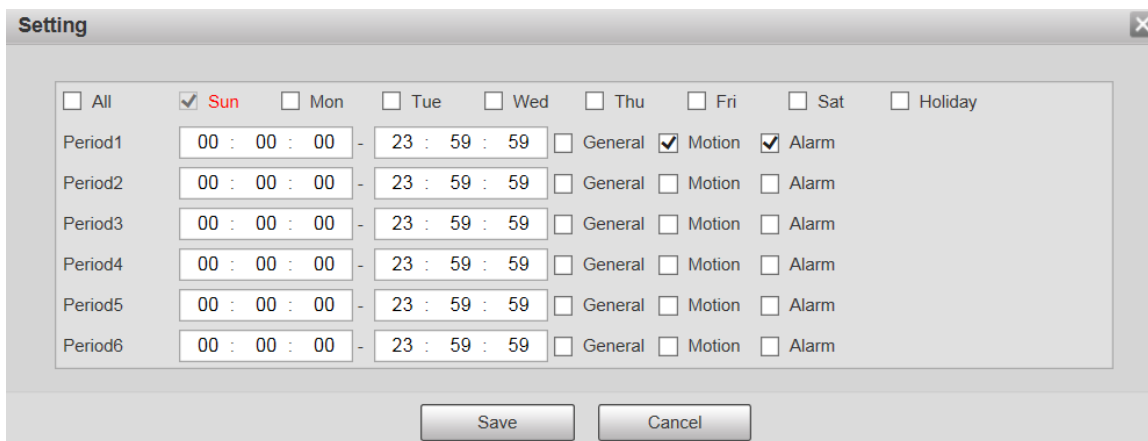 Setting
All Sun Mon Tue Wed Thu Fri Sat Holiday
Period1 00 : 00 : 00 - 23 : 59 : 59 General Motion Alarm
Period2 00 : 00 : 00 - 23 : 59 : 59 General Motion Alarm
Period3 00 : 00 : 00 - 23 : 59 : 59 General Motion Alarm
Period4 00 : 00 : 00 - 23 : 59 : 59 General Motion Alarm
Period5 00 : 00 : 00 - 23 : 59 : 59 General Motion Alarm
Period6 00 : 00 : 00 - 23 : 59 : 59 General Motion Alarm
Save Cancel